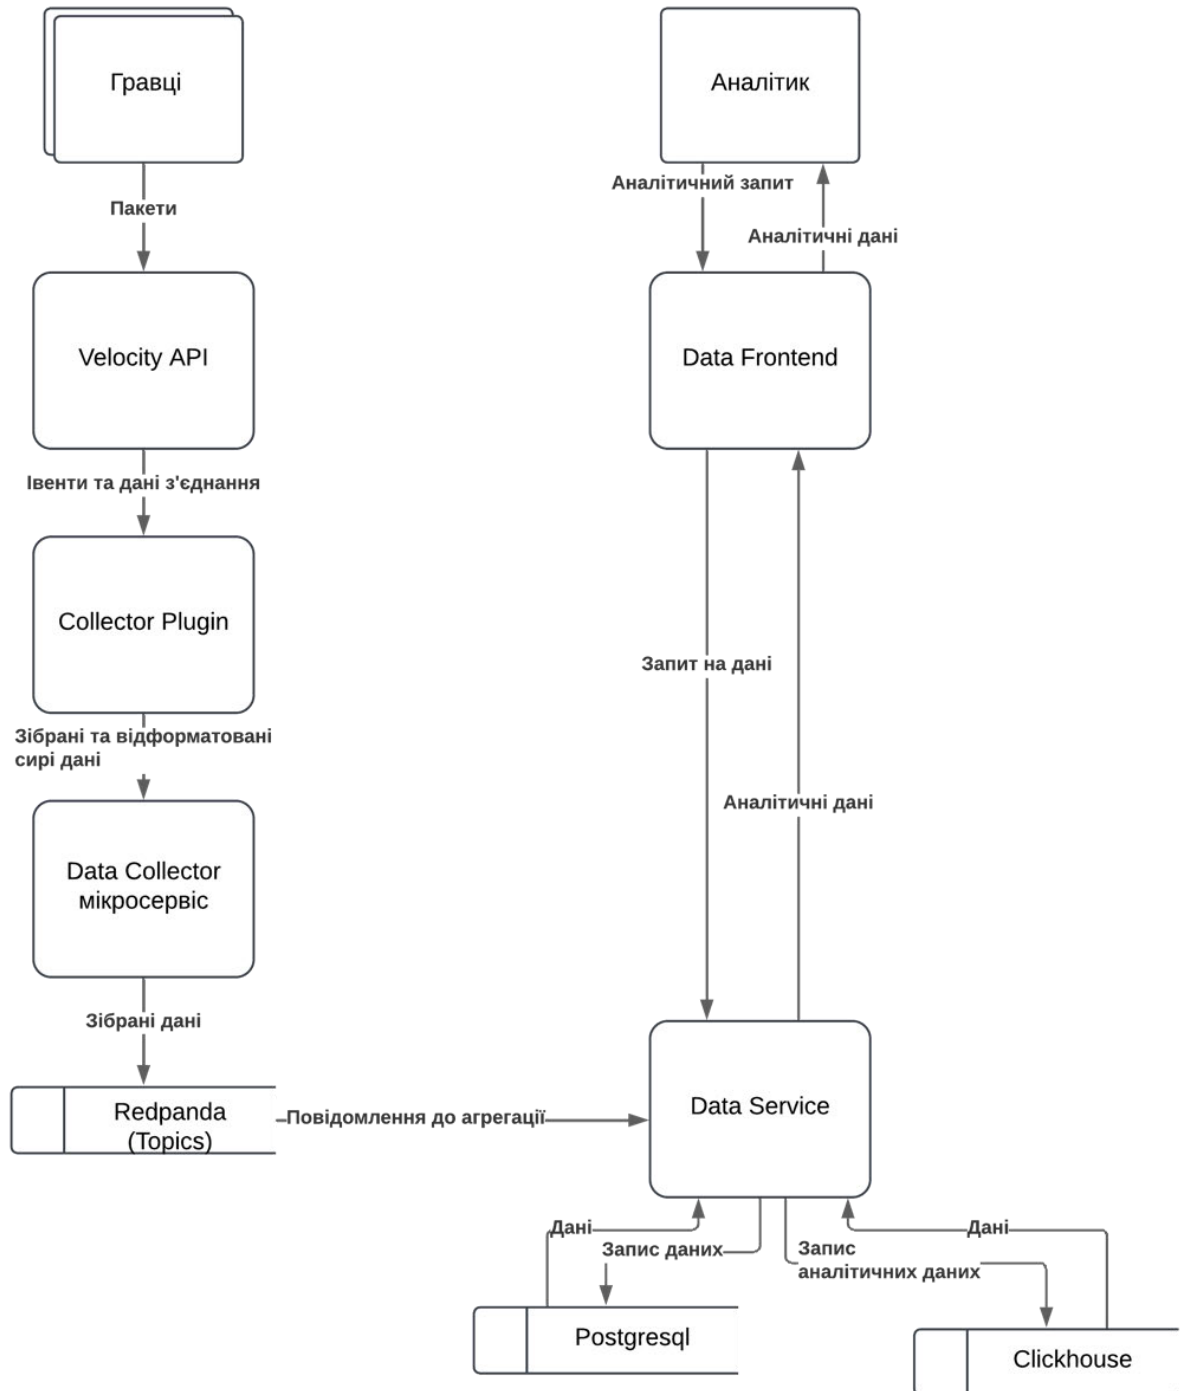 Гравці
Аналітик
Пакети
Аналітичний запит
Аналітичні дані
Velocity API
Data Frontend
Івенти та дані з'єднання
Collector Plugin
Запит на дані
Зібрані та відформатовані
сирі дані
Аналітичні дані
Data Collector
мікросервіс
Зібрані дані
Redpanda
(Topics)
Повідомлення до агрегації
Data Service
Дані
Запис даних
Запис
аналітичних даних
Дані
Postgresql
Clickhouse